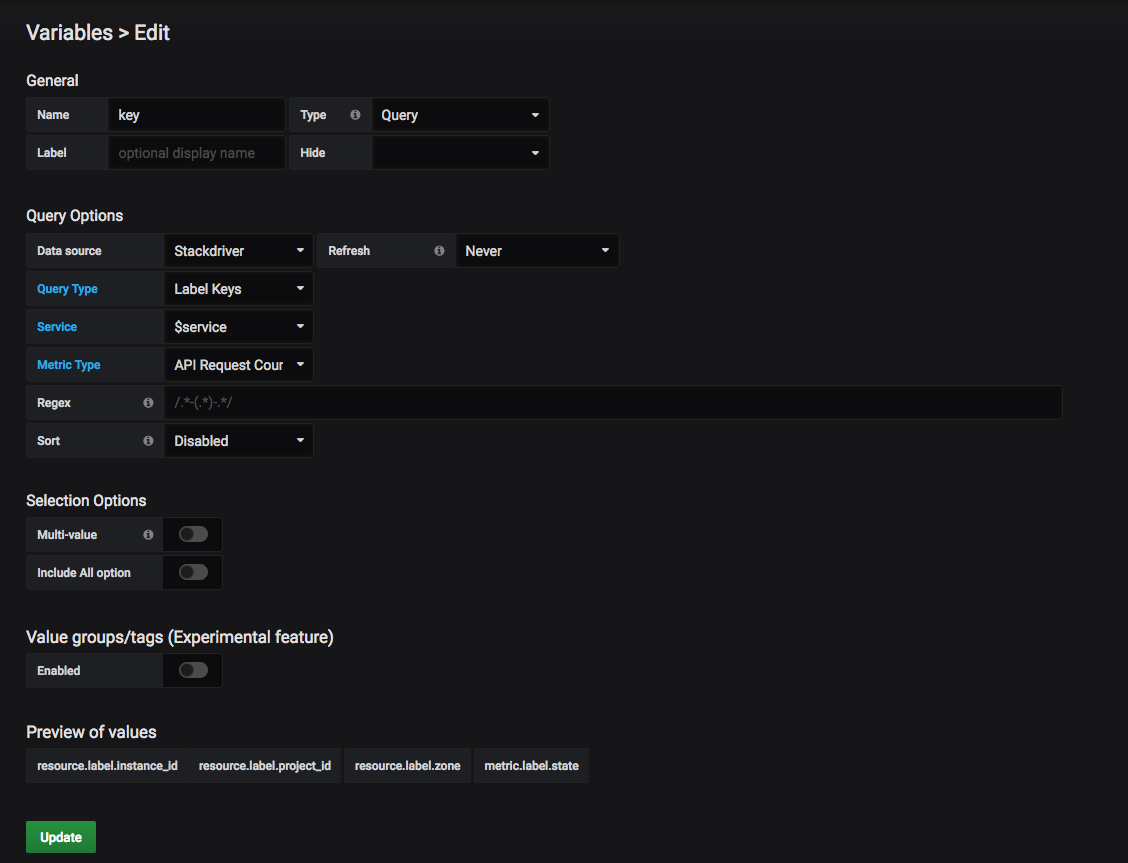 Variables > Edit
General
Name key Type Query
Label optional display name Hide
Query Options
Data source Stackdriver Refresh Never
Query Type Label Keys
Service $service
Metric Type API Request Cour
Regex /.*-(.*)-.*/
Sort Disabled
Selection Options
Multi-value
Include All option
Value groups/tags (Experimental feature)
Enabled
Preview of values
resource.label.instance_id resource.label.project_id resource.label.zone metric.label.state
Update